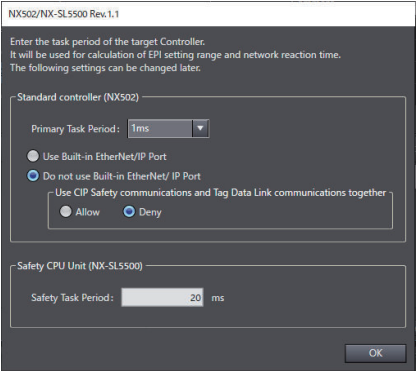 NX502/NX-SL5500 Rev.1.1
Enter the task period of the target Controller.
It will be used for calculation of EPI setting range and network reaction time.
The following settings can be changed later.
Standard controller (NX502)
Primary Task Period: 1ms
Use Built-in EtherNet/IP Port
Do not use Built-in EtherNet/ IP Port
Use CIP Safety communications and Tag Data Link communications together
Allow Deny
Safety CPU Unit (NX-SL5500)
Safety Task Period: 20 ms
OK